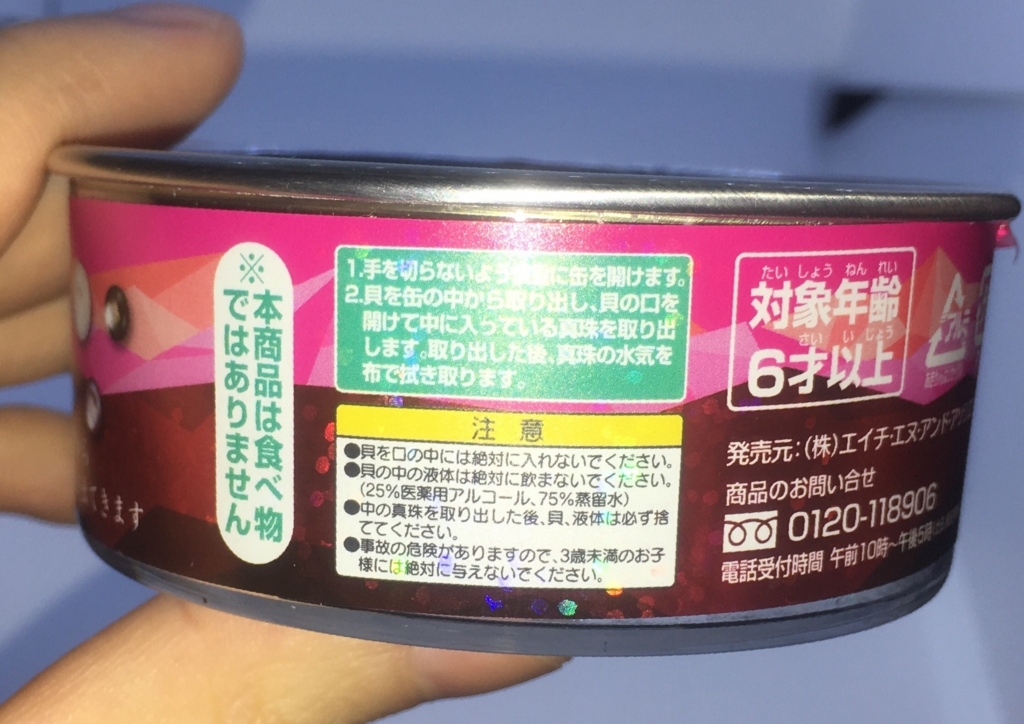 できます
※本商品は食べ物
ではありません
1.手を切らないよう に缶を開けます。
2.貝を缶の中から取り出し、貝の口を
開けて中に入っている真珠を取り出
します。取り出した後、真珠の水気を
布で拭き取ります。
注意
●貝を口の中には絶対に入れないでください。
●貝の中の液体は絶対に飲まないでください。
(25%医薬用アルコール、75%蒸留水)
●中の真珠を取り出した後、貝、液体は必ず捨
ててください。
●事故の危険がありますので、3歳未満のお子
様には絶対に与えないでください。
たい しょう ねん れい
対象年齢
さい い じょう
6才以上
アルミ
発売元:(株)エイチ・エヌ・アンド・ア
商品のお問い合せ
0120-118906
電話受付時間 午前10時~午後5時